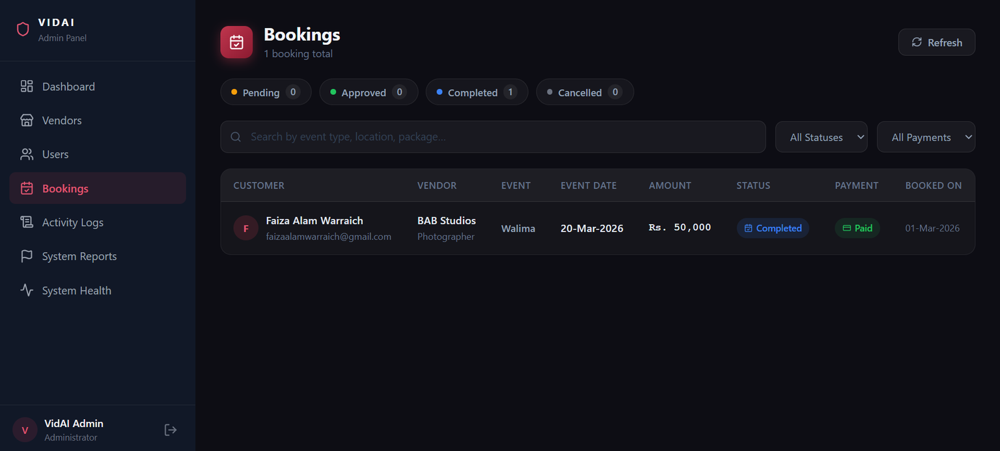 VIDAI
Admin Panel
Dashboard
Vendors
Users
Bookings
Activity Logs
System Reports
System Health
V
VidAI Admin
Administrator
Bookings
1 booking total
Refresh
Pending 0
Approved 0
Completed 1
Cancelled 0
Search by event type, location, package...
All Statuses
All Payments
CUSTOMER VENDOR EVENT EVENT DATE AMOUNT STATUS PAYMENT BOOKED ON
F
Faiza Alam Warraich
faizaalamwarraich@gmail.com
BAB Studios
Photographer
Walima
20-Mar-2026
Rs. 50,000
Completed
Paid
01-Mar-2026